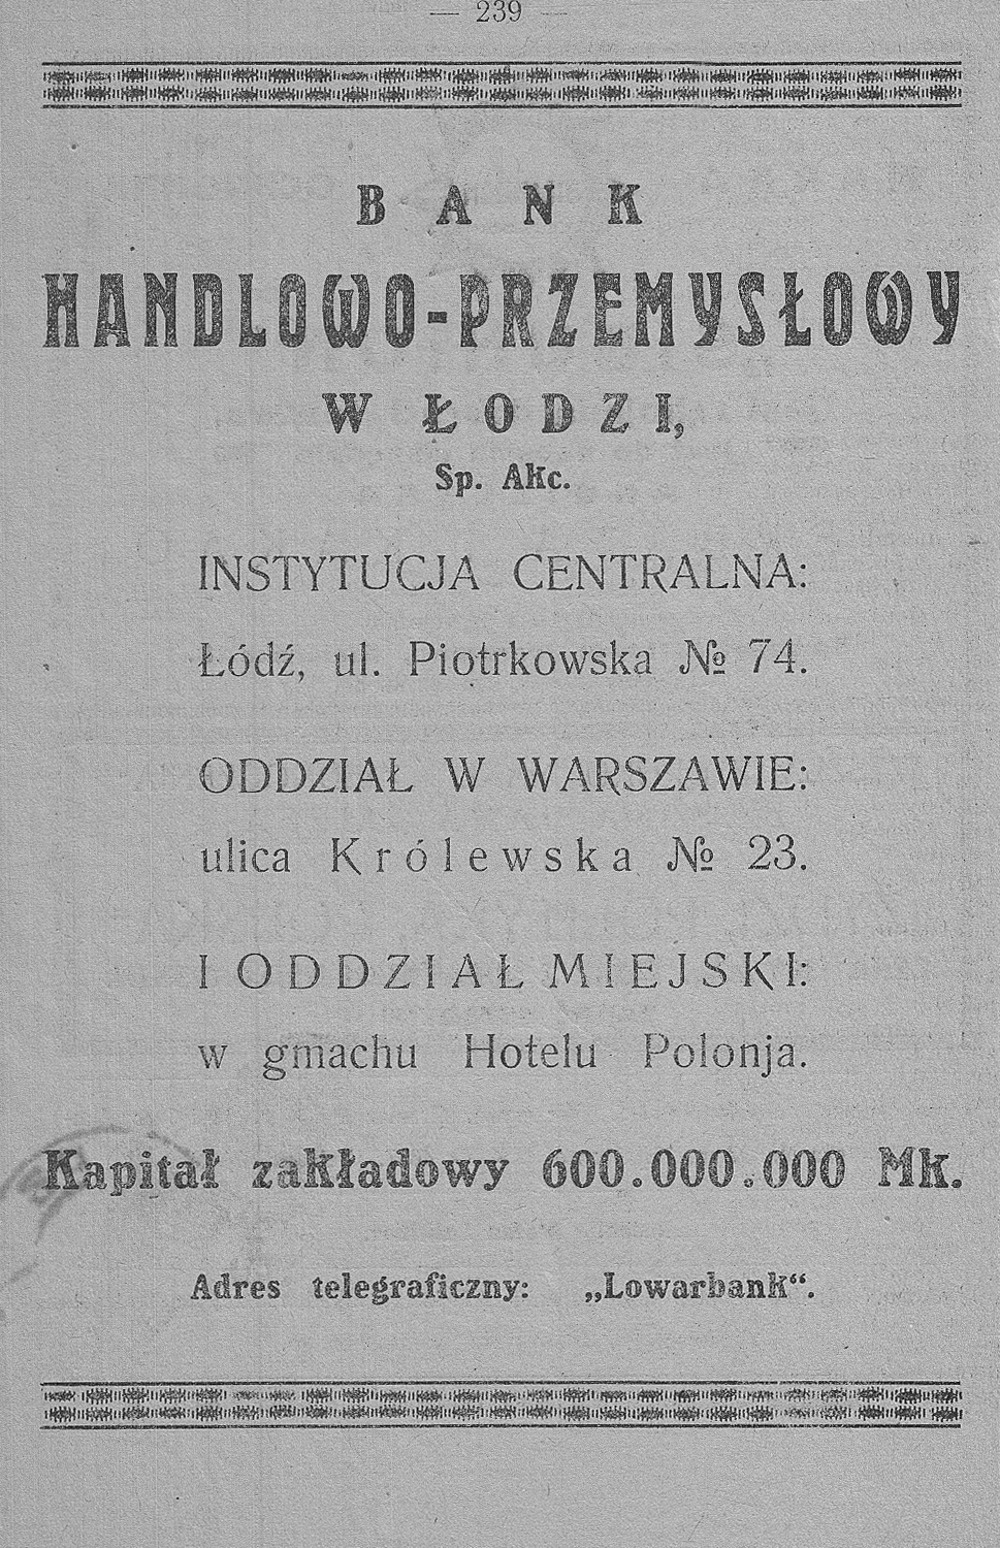 — 239 —
BANK
HANDLOWO-PRZEMYSŁOWY
W ŁODZI,
Sp. Akc.
INSTYTUCJA CENTRALNA:
Łódź, ul. Piotrkowska № 74.
ODDZIAŁ W WARSZAWIE:
ulica Królewska № 23.
I ODDZIAŁ MIEJSKI:
w gmachu Hotelu Polonja.
Kapitał zakładowy 600.000.000 Mk.
Adres telegraficzny: „Lowarbank“.